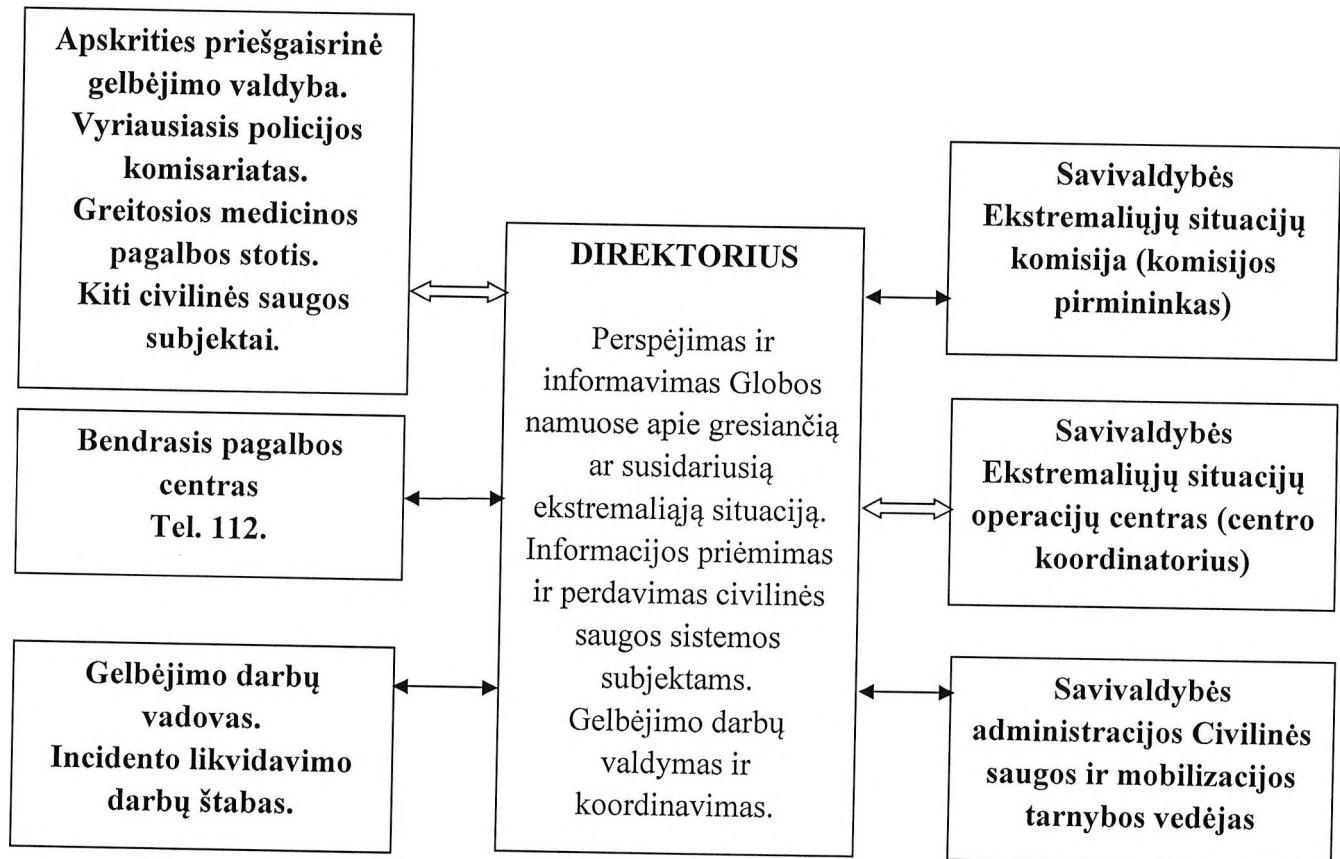 Apskrities priešgaisrinė
gelbėjimo valdyba.
Vyriausiasis policijos
komisariatas.
Greitosios medicinos
pagalbos stotis.
Kiti civilinės saugos
subjektai.
Bendrasis pagalbos
centras
Tel. 112.
Gelbėjimo darbų
vadovas.
Incidento likvidavimo
darbų štabas.
DIREKTORIUS
Perspėjimas ir
informavimas Globos
namuose apie gresiančią
ar susidariusią
ekstremaliąją situaciją.
Informacijos priėmimas
ir perdavimas civilinės
saugos sistemos
subjektams.
Gelbėjimo darbų
valdymas ir
koordinavimas.
Savivaldybės
Ekstremaliųjų situacijų
komisija (komisijos
pirmininkas)
Savivaldybės
Ekstremaliųjų situacijų
operacijų centras (centro
koordinatorius)
Savivaldybės
administracijos Civilinės
saugos ir mobilizacijos
tarnybos vedėjas